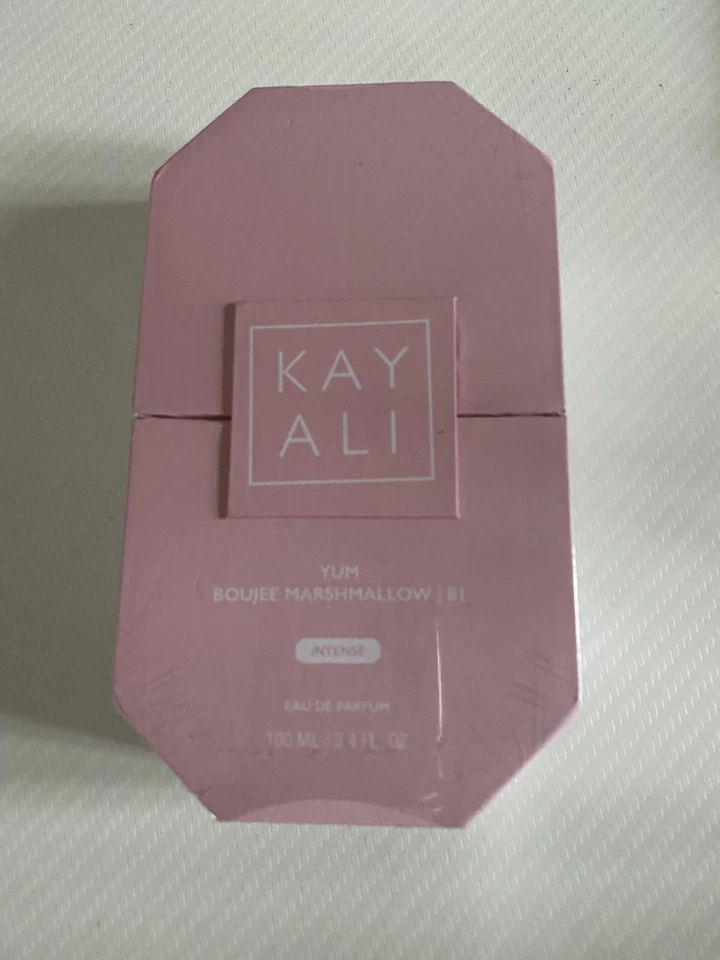 KAY
ALI
YUM
BOUJEE MARSHMALLOW | 81
INTENSE
EAU DE PARFUM
100 ML / 3.4 FL. OZ